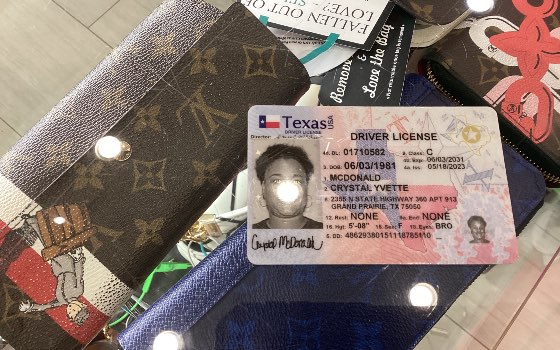 FALLEN OUT OF
LOVE? - SE
Remove
Love the Bag
Texas
USA
DRIVER LICENSE
Director
DRIVER LICENSE
4d. DL: 01710582 9. Class: C
3. DOB: 06/03/1981 4b. Exp: 06/03/2031
4a. Iss: 05/18/2023
1. MCDONALD
2. CRYSTAL YVETTE
8. 2355 N STATE HIGHWAY 360 APT 913
GRAND PRAIRIE, TX 75050
12. Rest: NONE 9a. End: NONE
16. Hgt: 5'-08" 15. Sex: F 18. Eyes: BRO
5. DD: 48629380151118785110
Crystal McDonald